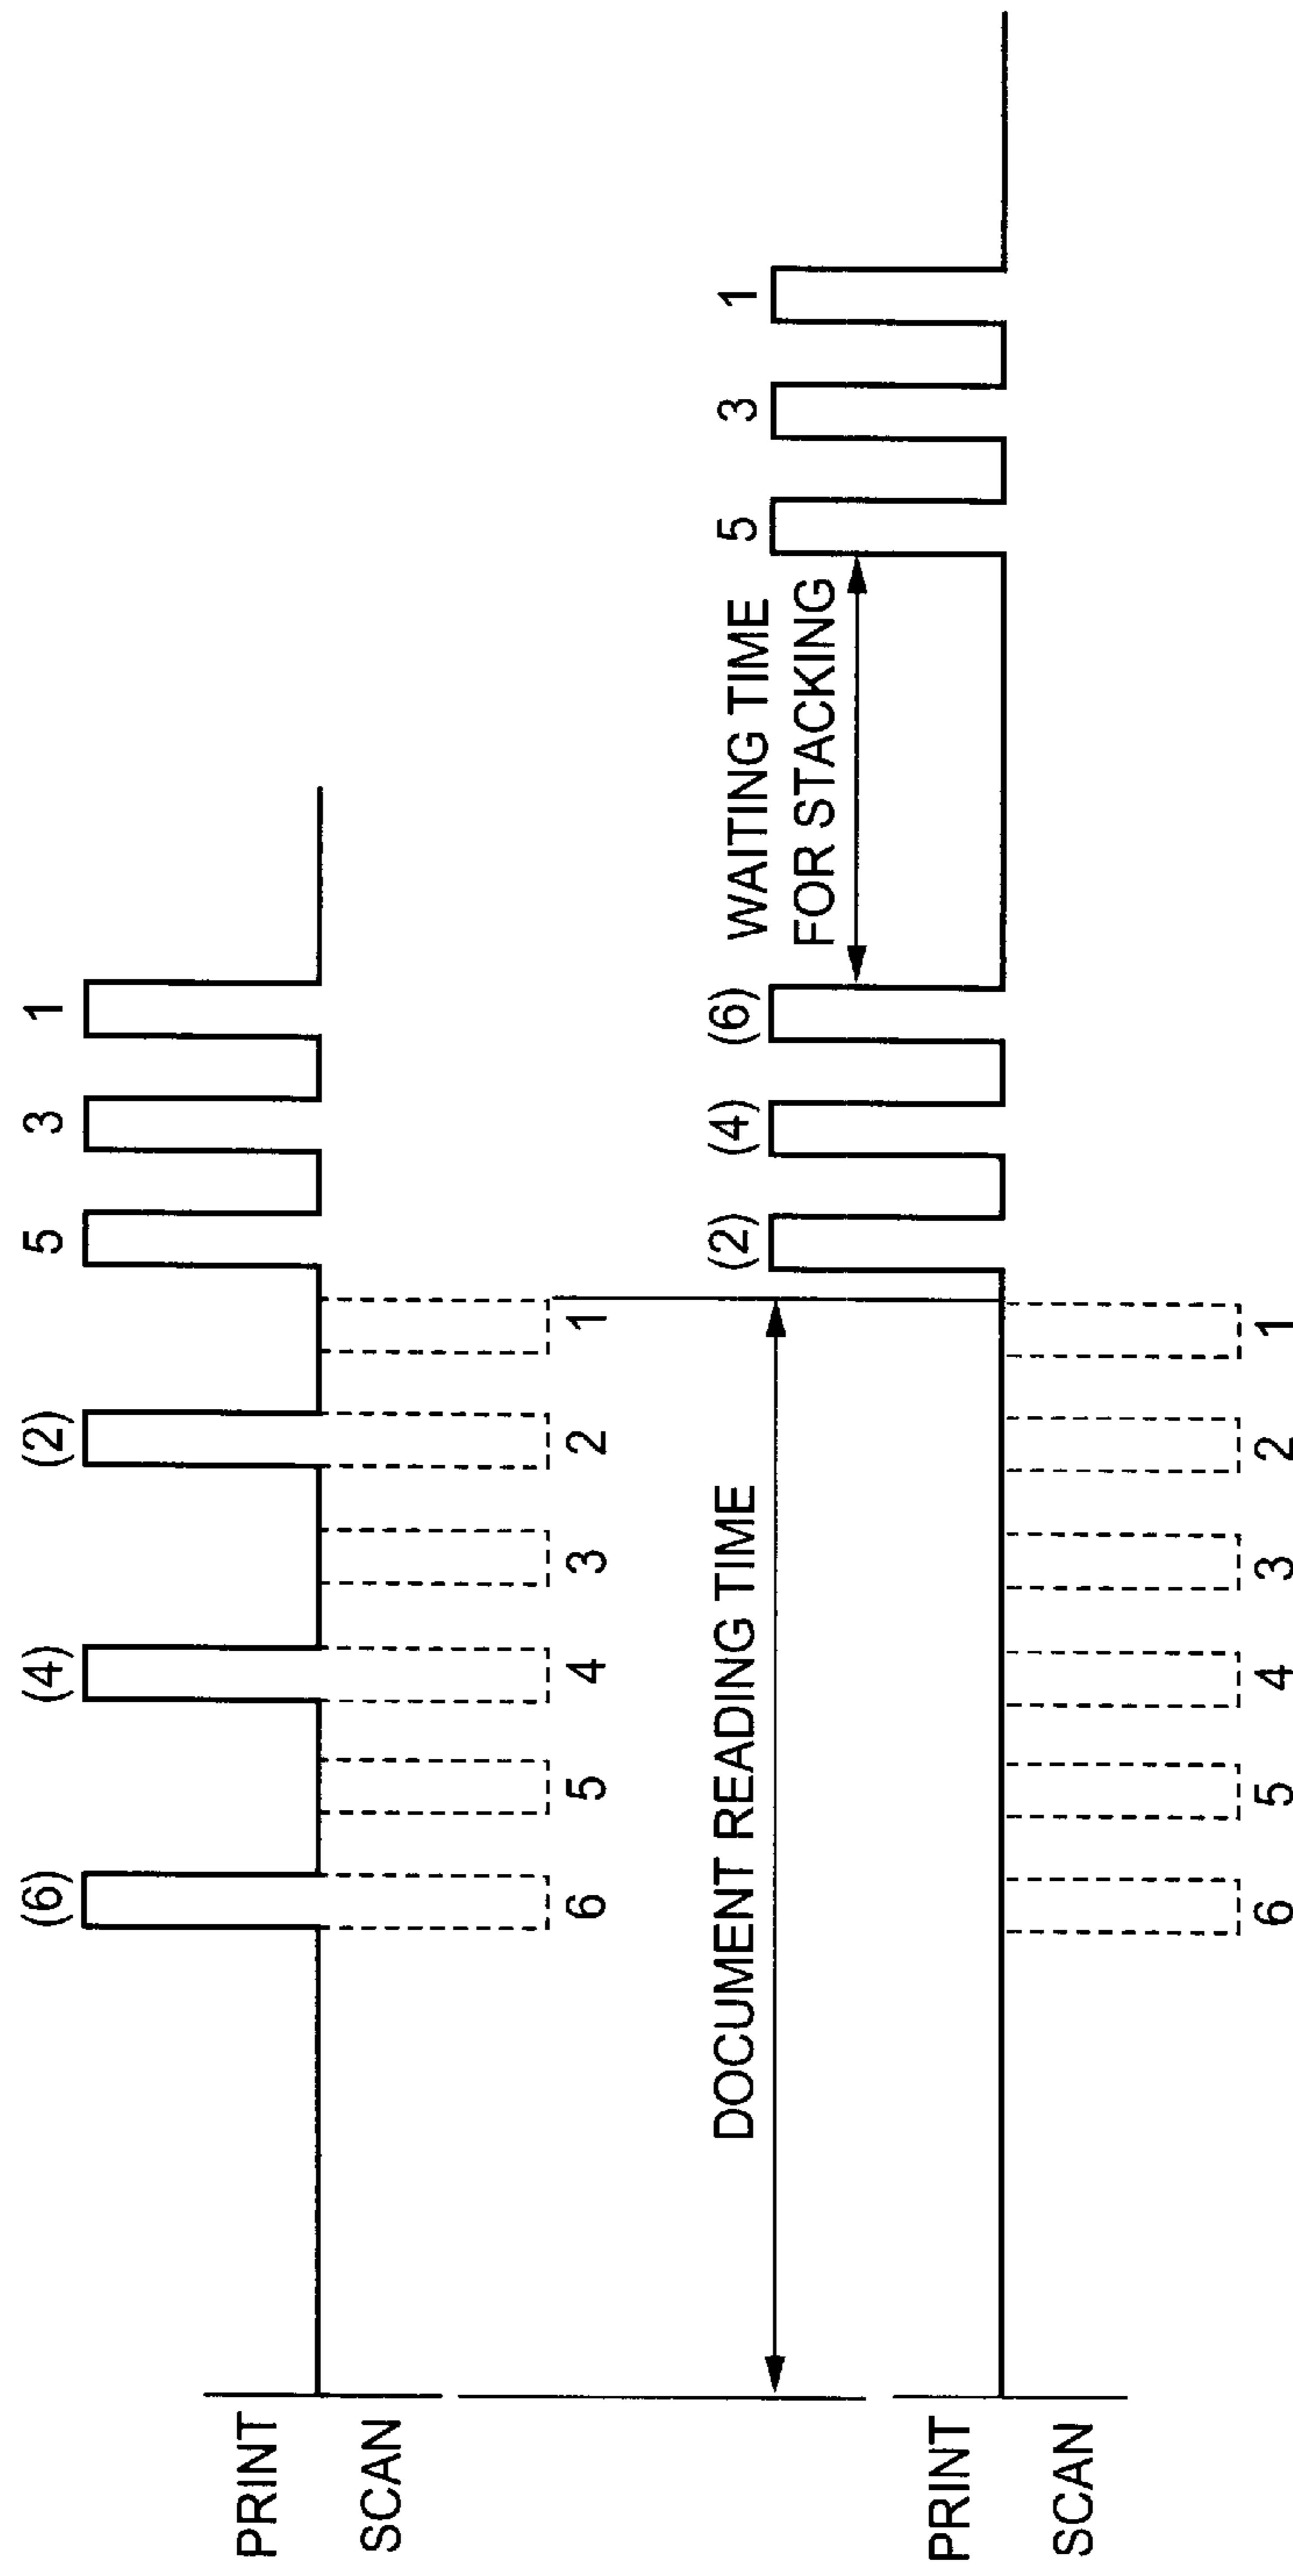 (6) (4) (2) 5 3 1
PRINT
SCAN
6 5 4 3 2 1
DOCUMENT READING TIME
(2) (4) (6)
WAITING TIME
FOR STACKING
5 3 1
PRINT
SCAN
6 5 4 3 2 1